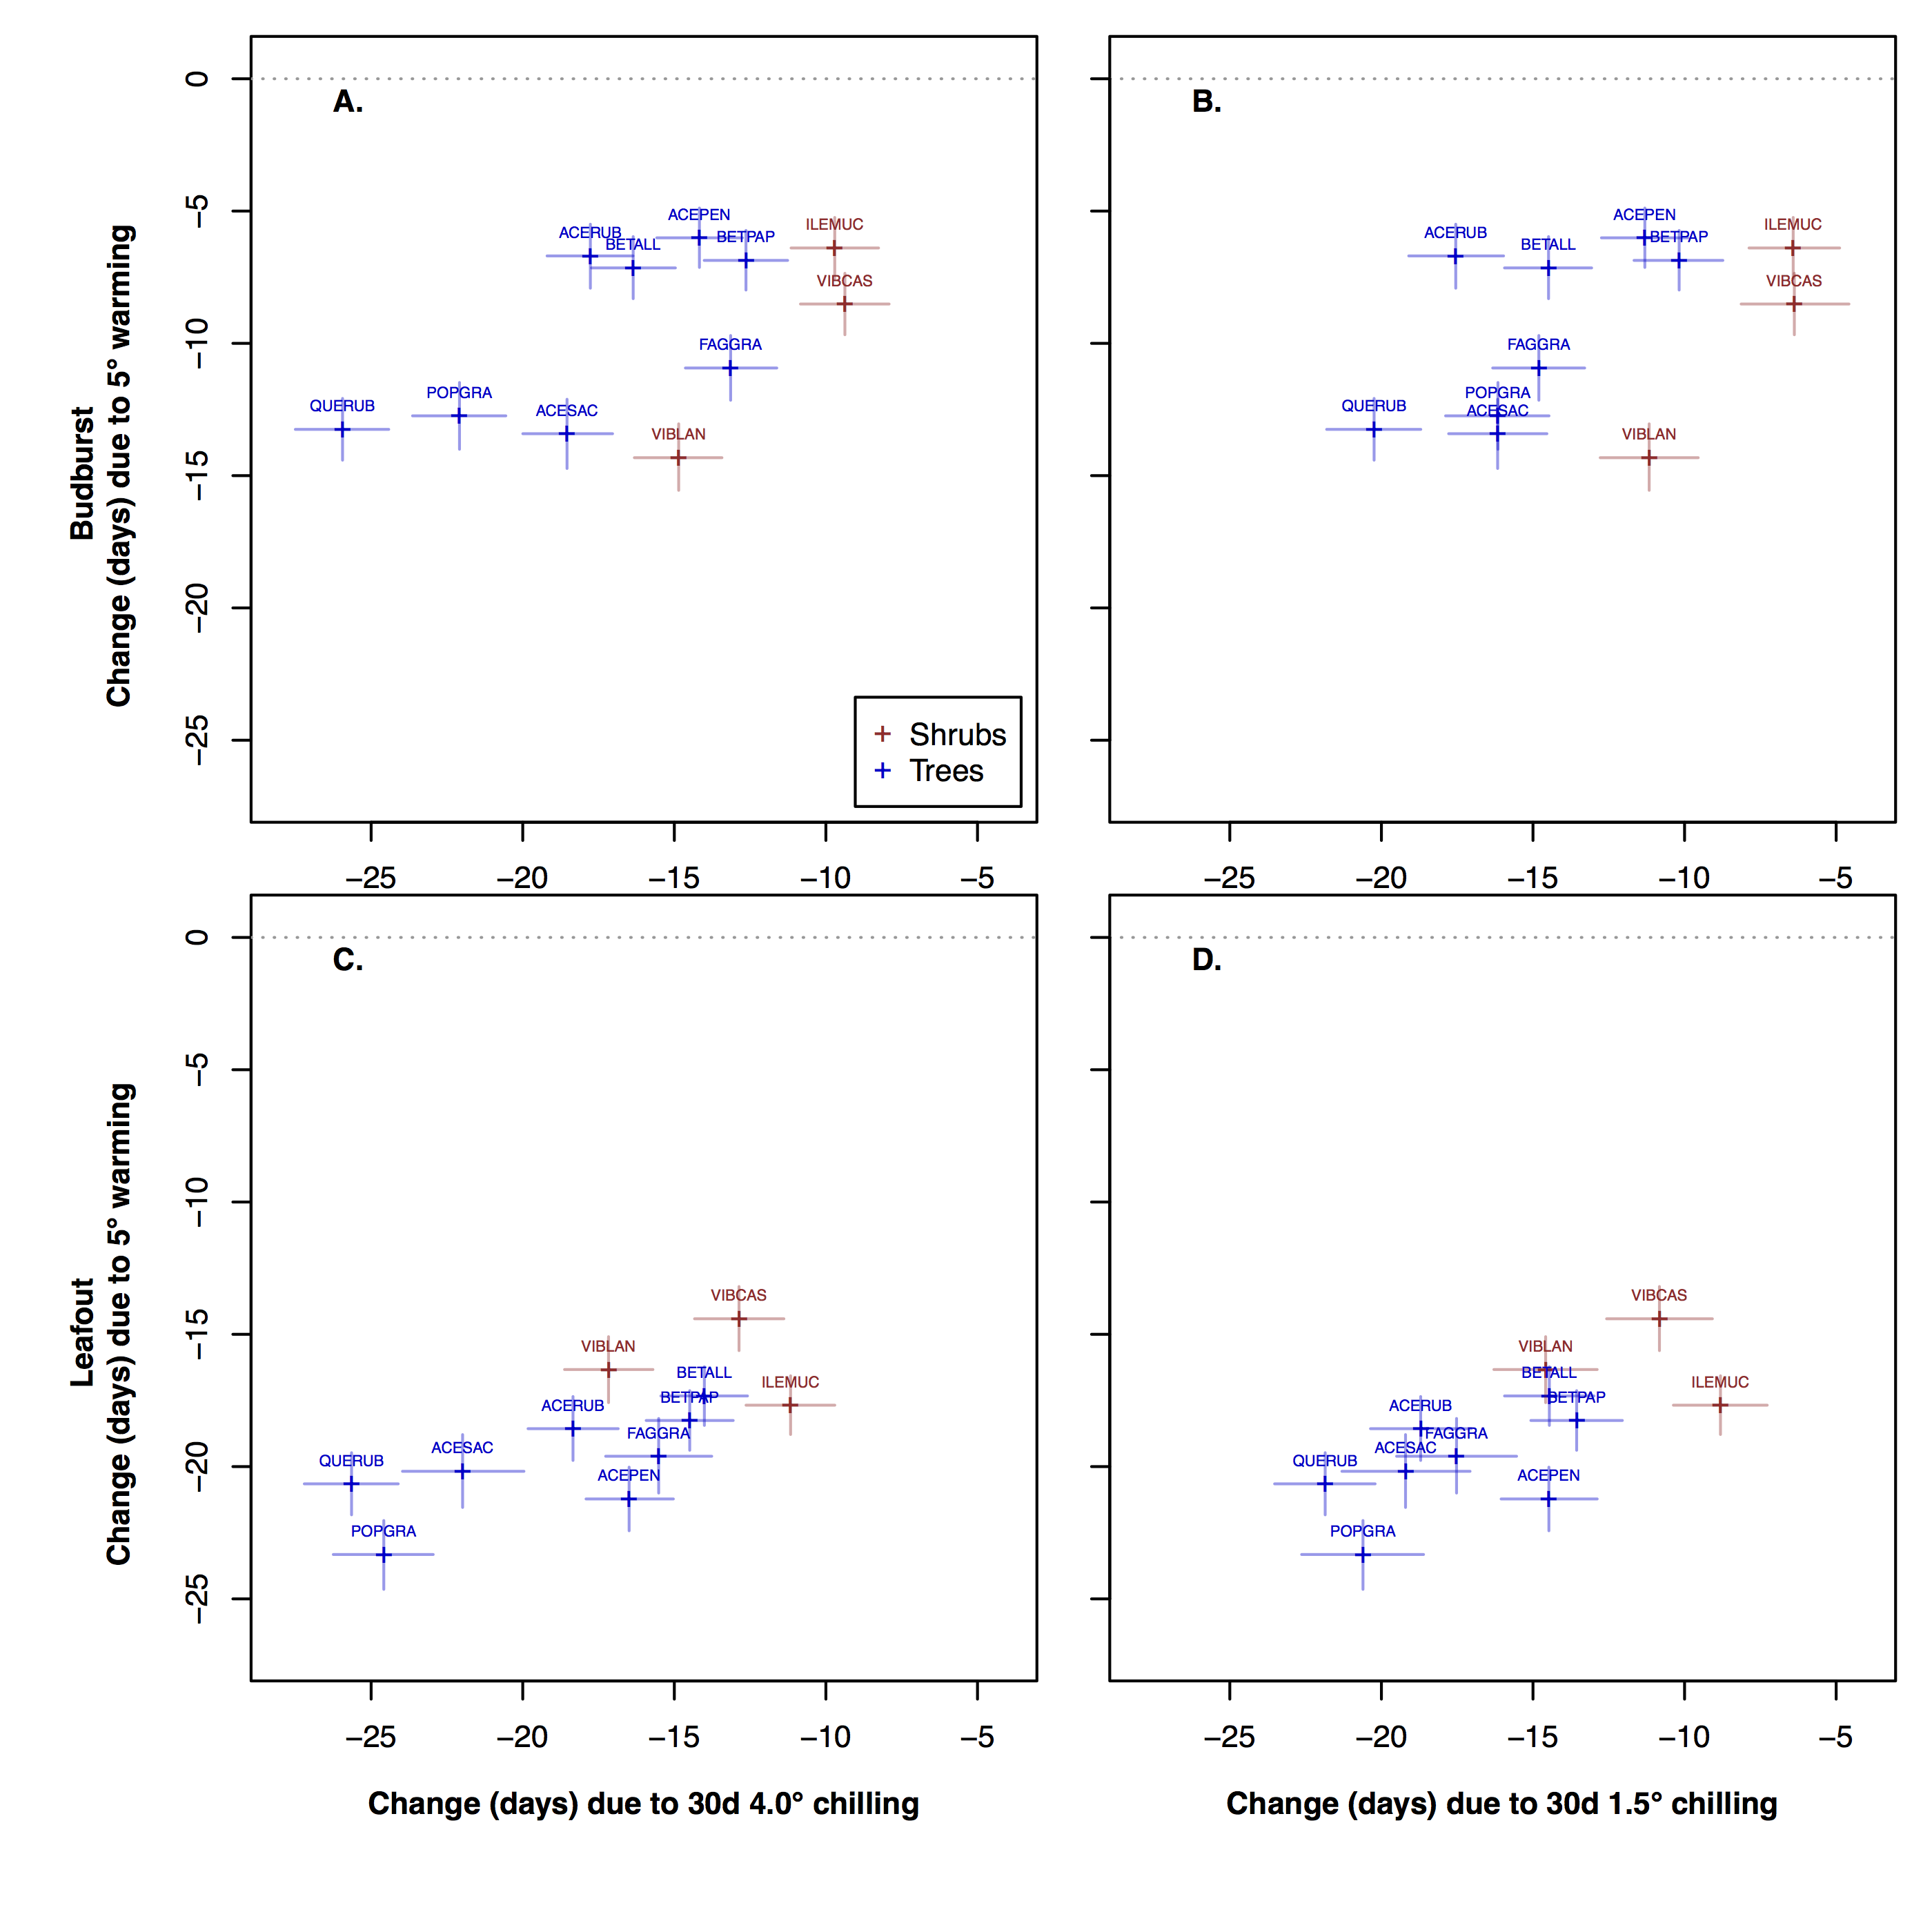 A.
B.
0
−5
−10
−15
−20
−25
Budburst
Change (days) due to 5° warming
ACEPEN
ACERUB
BETALL
BETPAP
ILEMUC
VIBCAS
FAGGRA
POPGRA
QUERUB
ACESAC
VIBLAN
Shrubs
Trees
−25 −20 −15 −10 −5
ACEPEN
ILEMUC
ACERUB
BETPAP
BETALL
VIBCAS
FAGGRA
POPGRA
QUERUB
ACESAC
VIBLAN
−25 −20 −15 −10 −5
C.
D.
0
−5
−10
−15
−20
−25
Leafout
Change (days) due to 5° warming
VIBCAS
VIBLAN
BETALL
ILEMUC
BETPAP
ACERUB
FAGGRA
ACESAC
QUERUB
ACEPEN
POPGRA
−25 −20 −15 −10 −5
Change (days) due to 30d 4.0° chilling
VIBCAS
VIBLAN
BETALL
ILEMUC
BETPAP
ACERUB
FAGGRA
ACESAC
QUERUB
ACEPEN
POPGRA
−25 −20 −15 −10 −5
Change (days) due to 30d 1.5° chilling